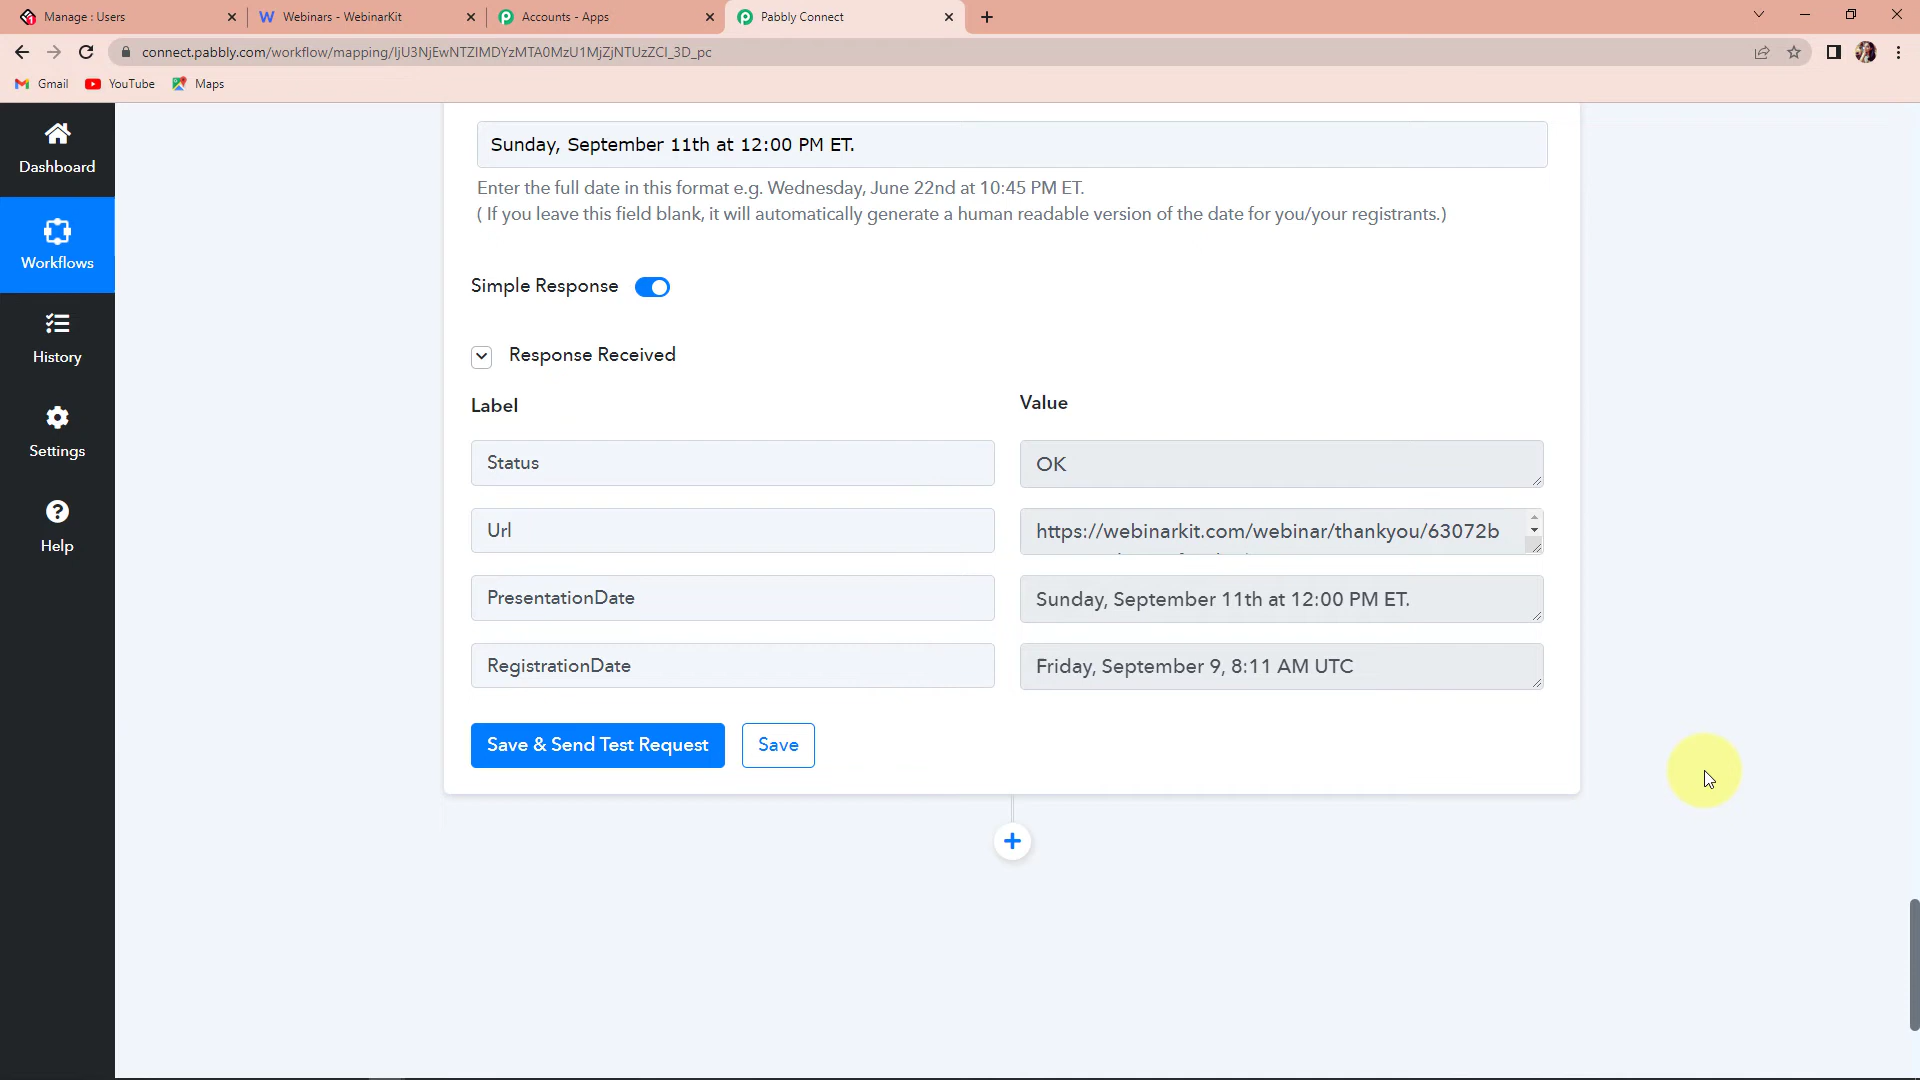 Manage : Users
Webinars - WebinarKit
Accounts - Apps
Pabbly Connect
connect.pabbly.com/workflow/mapping/IjU3NjEwNTZlMDYzMTA0MzU1MjZjNTUzZCI_3D_pc
Gmail
YouTube
Maps
Dashboard
Workflows
History
Settings
Help
Sunday, September 11th at 12:00 PM ET.
Enter the full date in this format e.g. Wednesday, June 22nd at 10:45 PM ET.
( If you leave this field blank, it will automatically generate a human readable version of the date for you/your registrants.)
Simple Response
Response Received
Label
Value
Status
OK
Url
https://webinarkit.com/webinar/thankyou/63072b
PresentationDate
Sunday, September 11th at 12:00 PM ET.
RegistrationDate
Friday, September 9, 8:11 AM UTC
Save & Send Test Request
Save